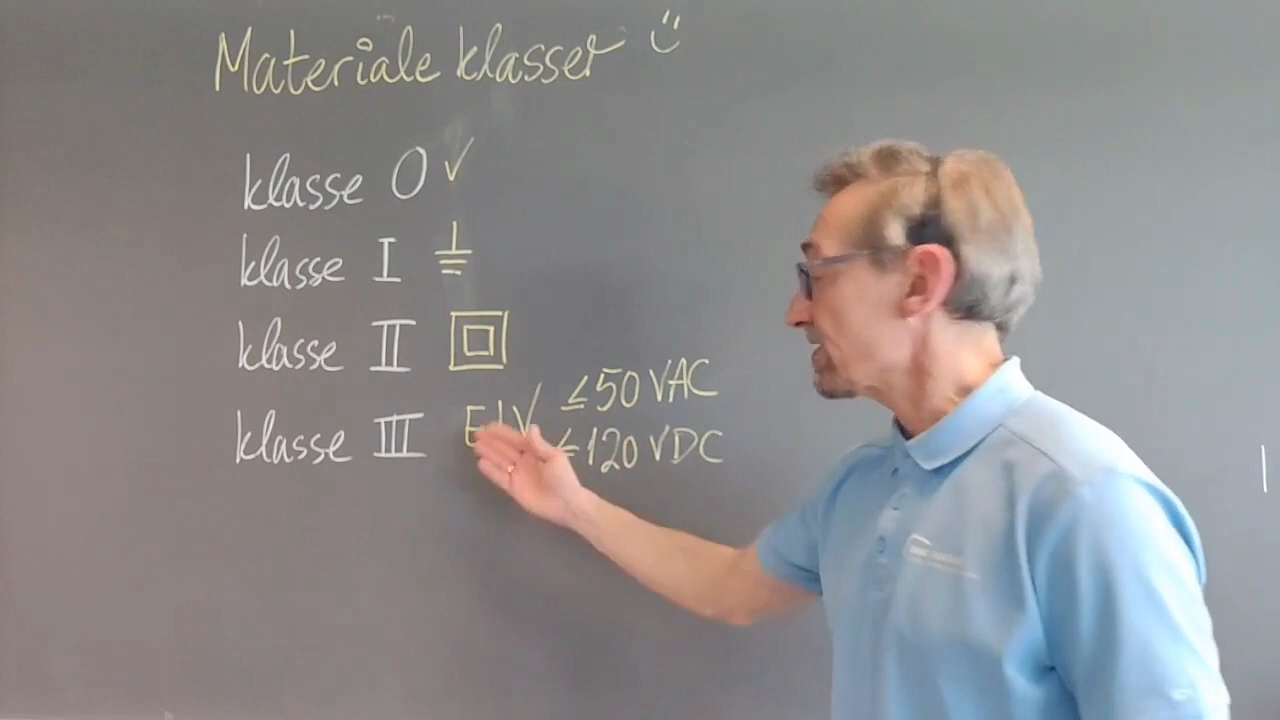 Materiale klasser
klasse 0 ✓
klasse I
klasse II
klasse III ELV ≤50 VAC
≤120 VDC